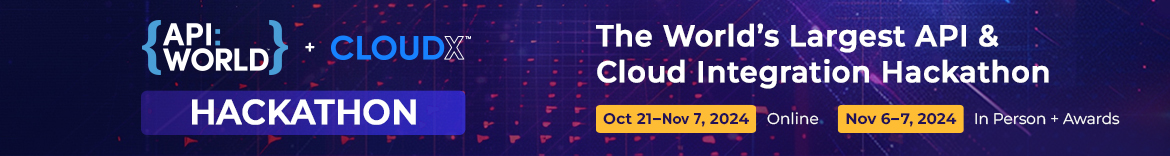 {API:
WORLD}
+ CLOUDX™
HACKATHON
The World's Largest API &
Cloud Integration Hackathon
Oct 21–Nov 7, 2024 Online
Nov 6–7, 2024 In Person + Awards